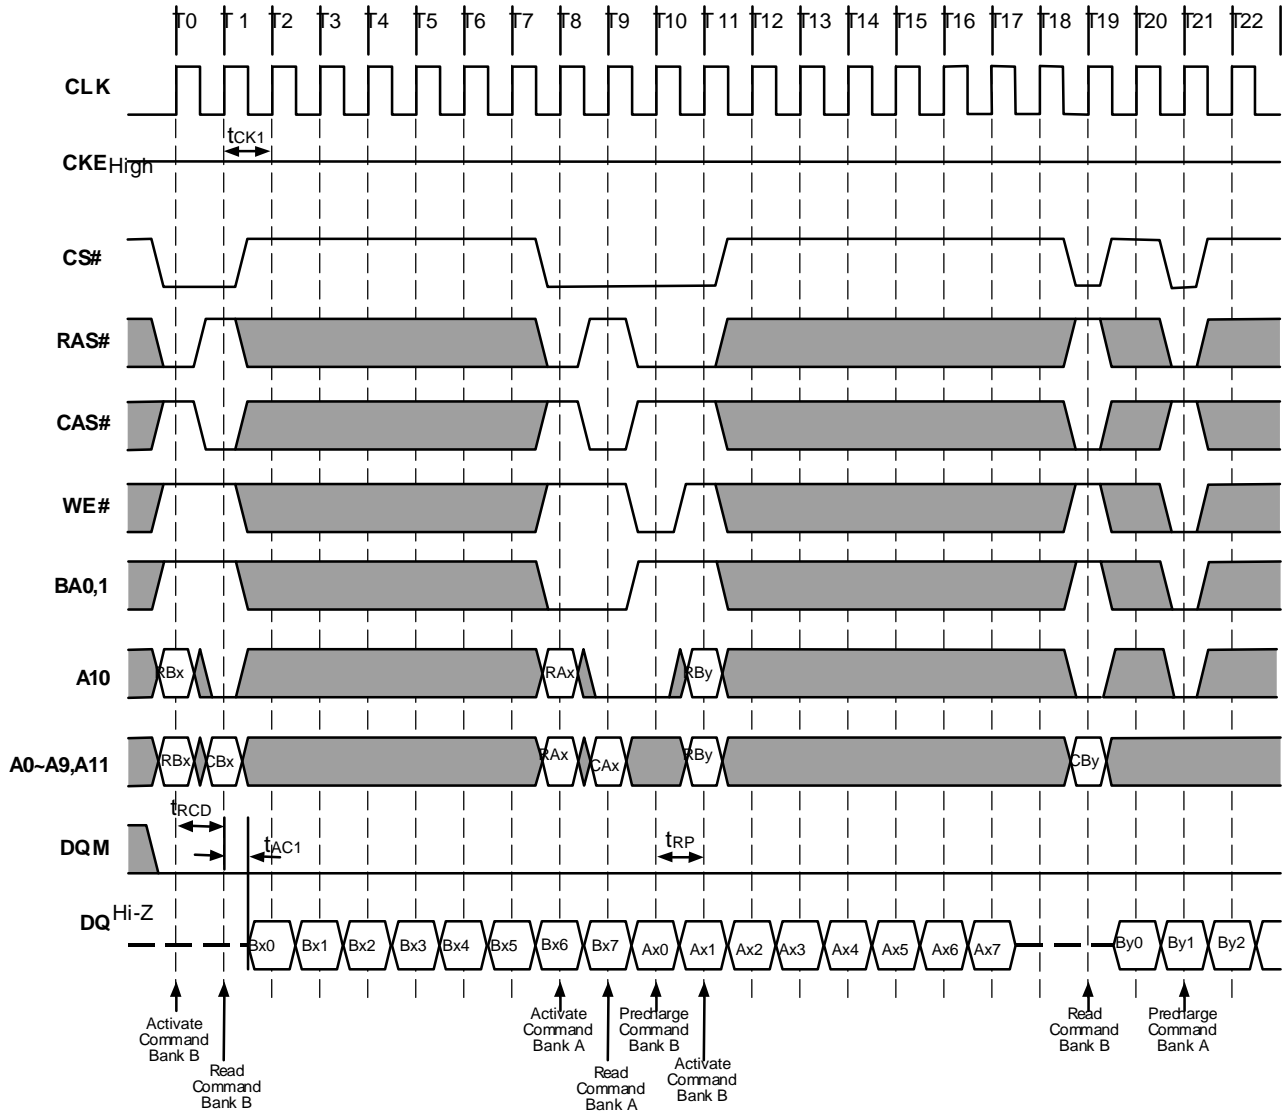 T0 T 1 T2 T3 T4 T5 T6 T7 T8 T9 T10 T 11 T12 T13 T14 T15 T16 T17 T18 T19 T20 T21 T22
CLK
tCK1
CKE High
CS#
RAS#
CAS#
WE#
BA0,1
A10 RBx RAx RBy
A0~A9,A11 RBx CBx RAx CAx RBy CBy
tRCD
DQM tAC1 tRP
DQ Hi-Z
Bx0 Bx1 Bx2 Bx3 Bx4 Bx5 Bx6 Bx7 Ax0 Ax1 Ax2 Ax3 Ax4 Ax5 Ax6 Ax7 By0 By1 By2
Activate
Command
Bank B
Read
Command
Bank B
Activate
Command
Bank A
Read
Command
Bank A
Precharge
Command
Bank B
Activate
Command
Bank B
Read
Command
Bank B
Precharge
Command
Bank A